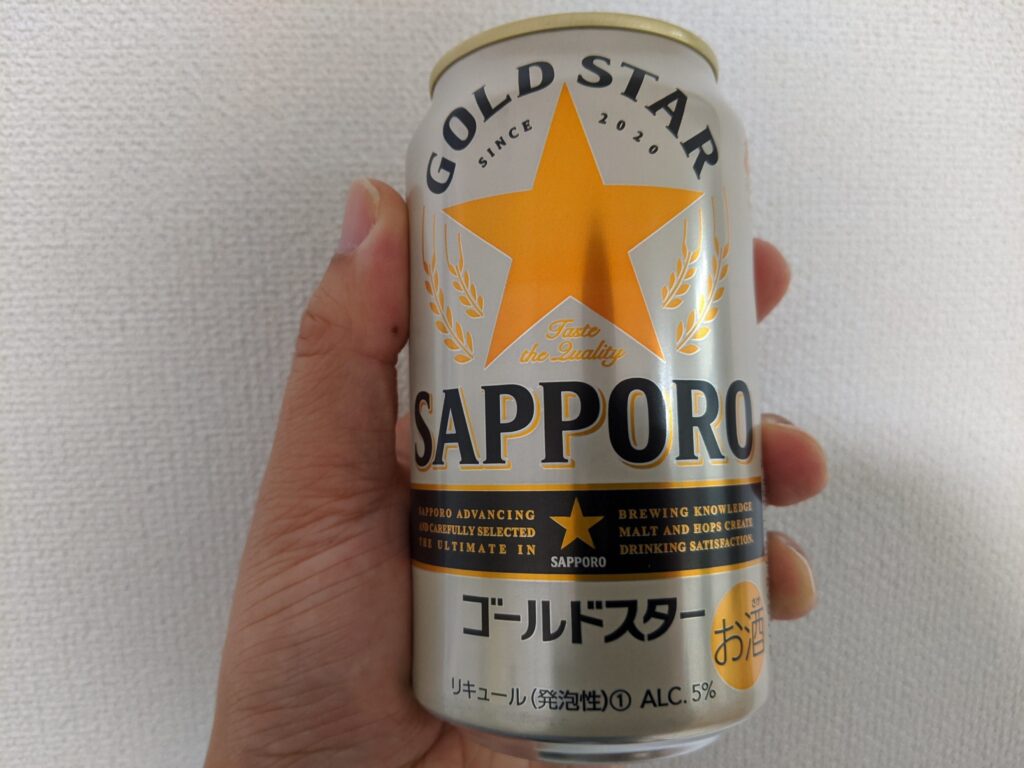 GOLD STAR
SINCE 2020
Taste
the Quality
SAPPORO
SAPPORO ADVANCING
AND CAREFULLY SELECTED
THE ULTIMATE IN
SAPPORO
BREWING KNOWLEDGE
MALT AND HOPS CREATE
DRINKING SATISFACTION.
ゴールドスター
さけ
お酒
リキュール(発泡性)① ALC. 5%